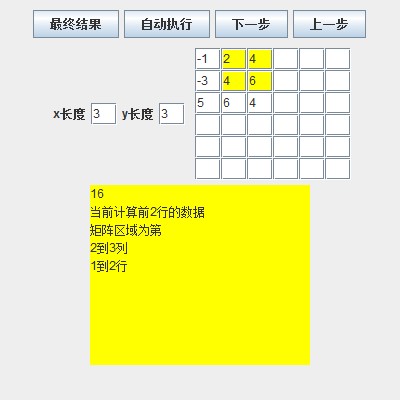 最终结果 自动执行 下一步 上一步
-1 2 4
-3 4 6
x长度 3 y长度 3
5 6 4
16
当前计算前2行的数据
矩阵区域为第
2到3列
1到2行